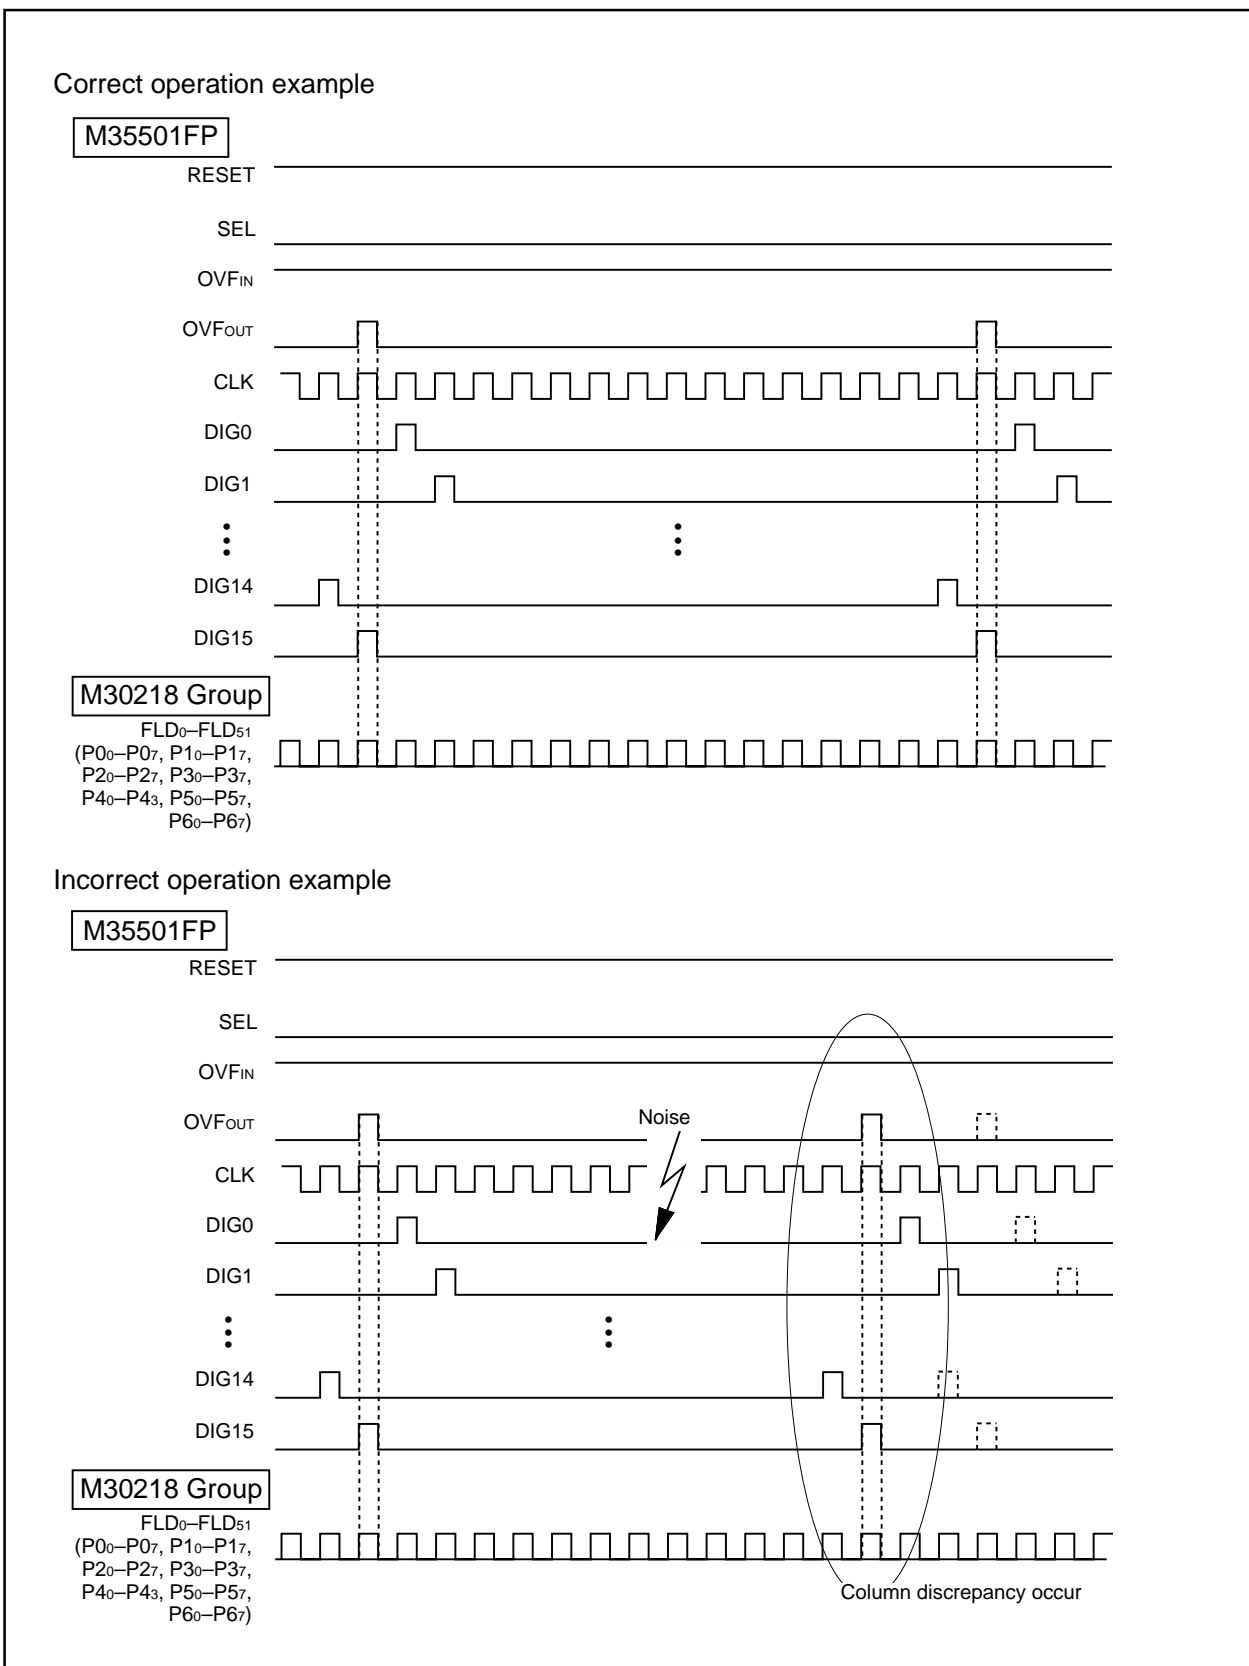 Correct operation example
M35501FP
RESET
SEL
OVFIN
OVFOUT
CLK
DIG0
DIG1
DIG14
DIG15
M30218 Group
FLD0–FLD51
(P00–P07, P10–P17,
P20–P27, P30–P37,
P40–P43, P50–P57,
P60–P67)
Incorrect operation example
M35501FP
RESET
SEL
OVFIN
OVFOUT
Noise
CLK
DIG0
DIG1
DIG14
DIG15
M30218 Group
FLD0–FLD51
(P00–P07, P10–P17,
P20–P27, P30–P37,
P40–P43, P50–P57,
P60–P67)
Column discrepancy occur